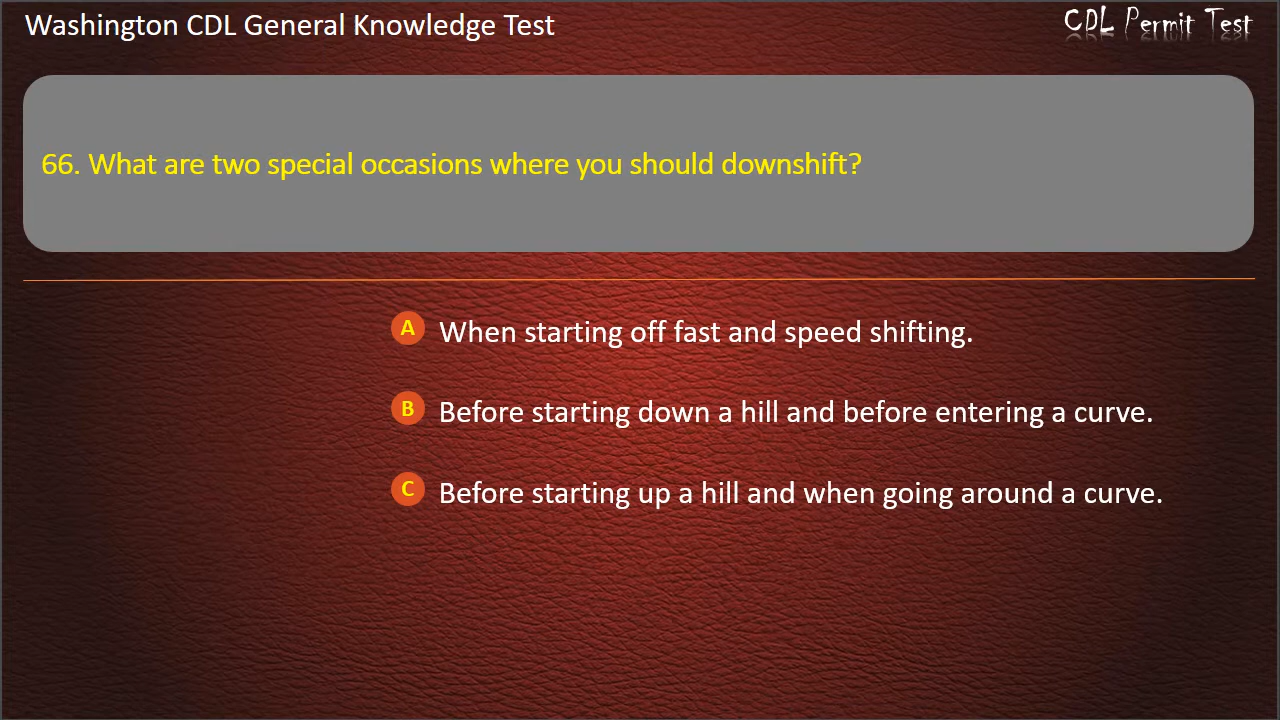 Washington CDL General Knowledge Test
CDL Permit Test
66. What are two special occasions where you should downshift?
A When starting off fast and speed shifting.
B Before starting down a hill and before entering a curve.
C Before starting up a hill and when going around a curve.